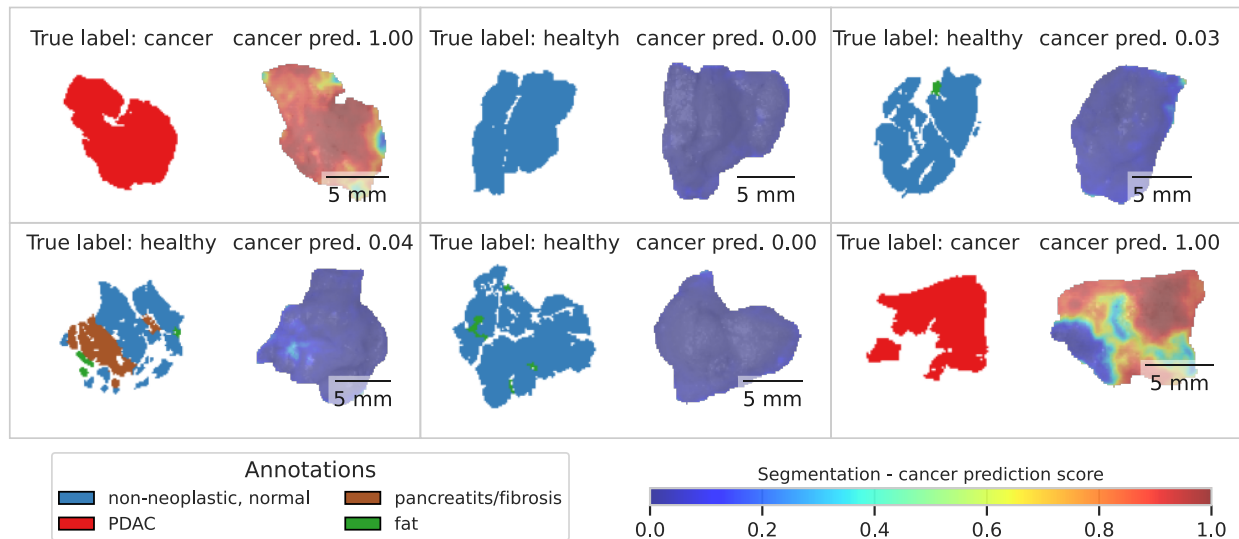 True label: cancer cancer pred. 1.00
True label: healtyh cancer pred. 0.00
True label: healthy cancer pred. 0.03
5 mm
5 mm
5 mm
True label: healthy cancer pred. 0.04
True label: healthy cancer pred. 0.00
True label: cancer cancer pred. 1.00
5 mm
5 mm
5 mm
Annotations
non-neoplastic, normal
pancreatits/fibrosis
PDAC
fat
Segmentation - cancer prediction score
0.0 0.2 0.4 0.6 0.8 1.0